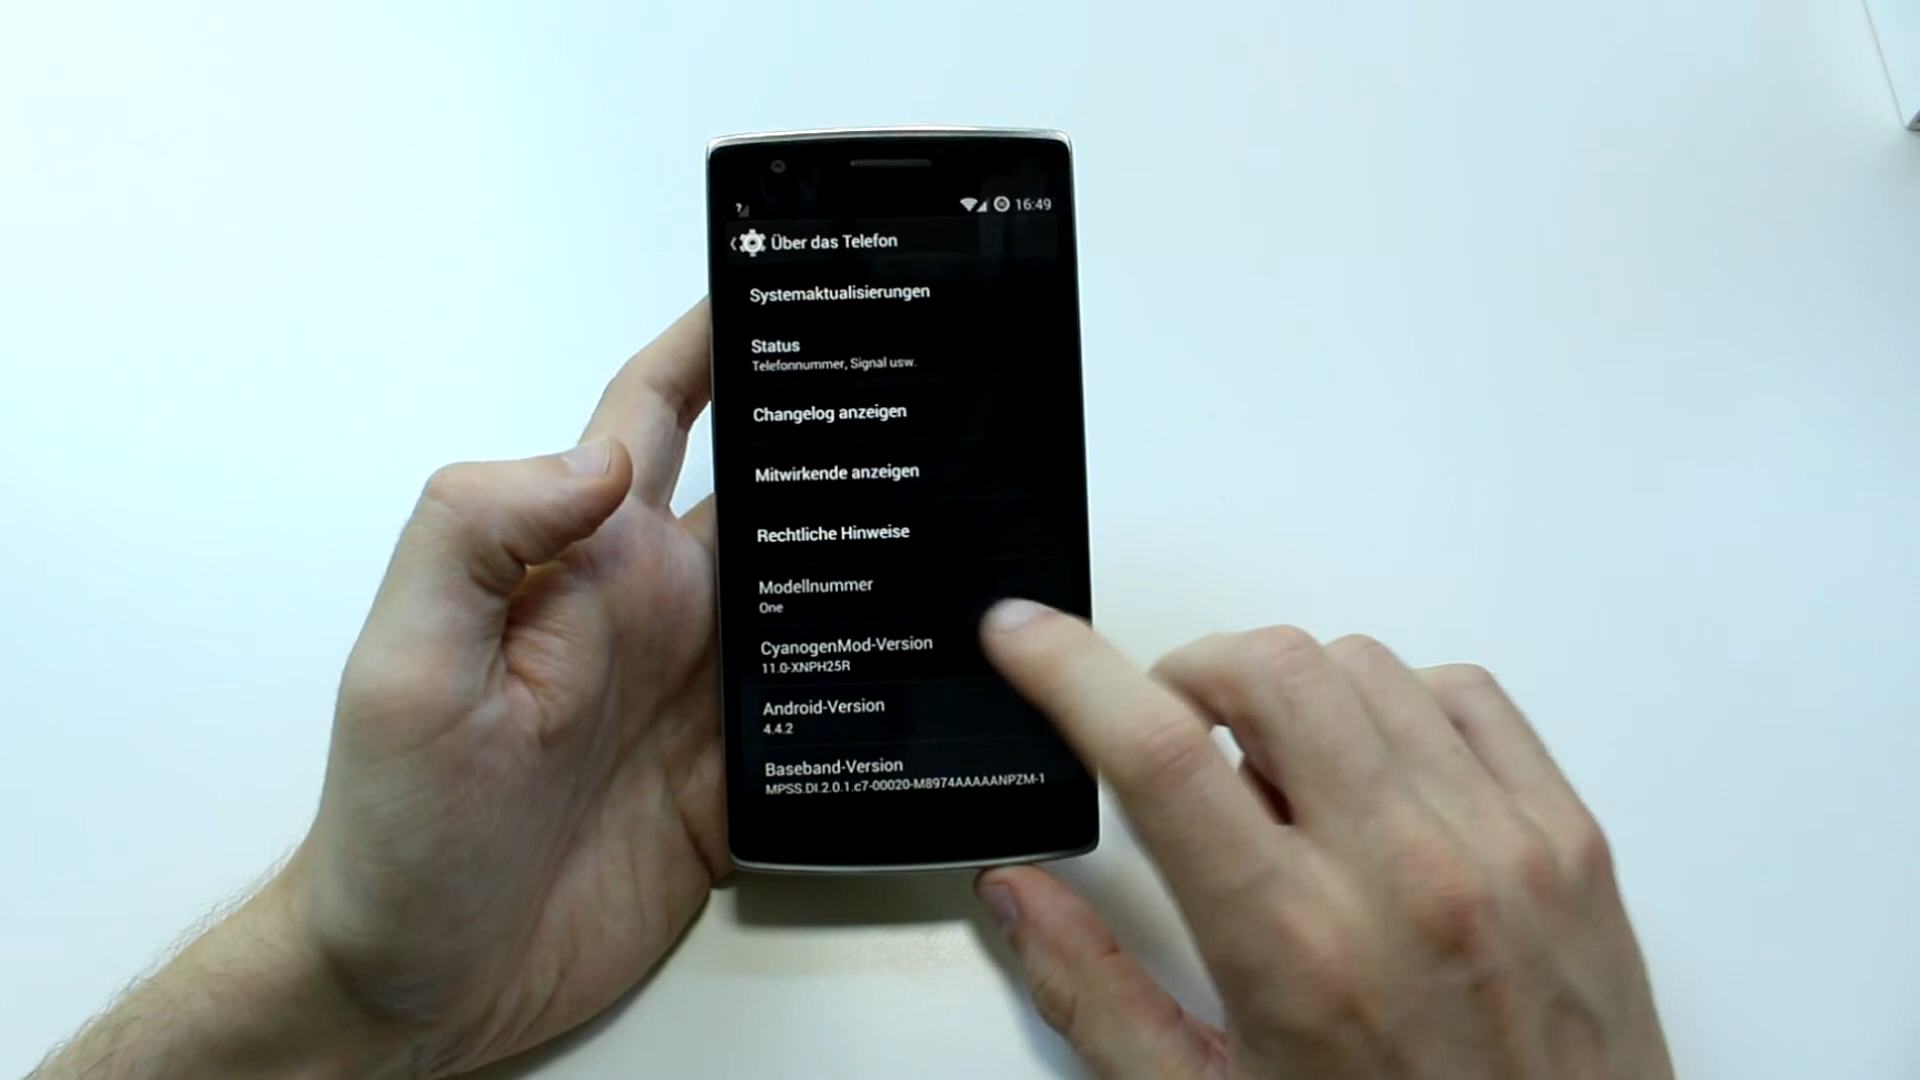 16:49
Über das Telefon
Systemaktualisierungen
Status
Telefonnummer, Signal usw.
Changelog anzeigen
Mitwirkende anzeigen
Rechtliche Hinweise
Modellnummer
One
CyanogenMod-Version
11.0-XNPH25R
Android-Version
4.4.2
Baseband-Version
MPSS.DI.2.0.1.c7-00020-M8974AAAAANPZM-1